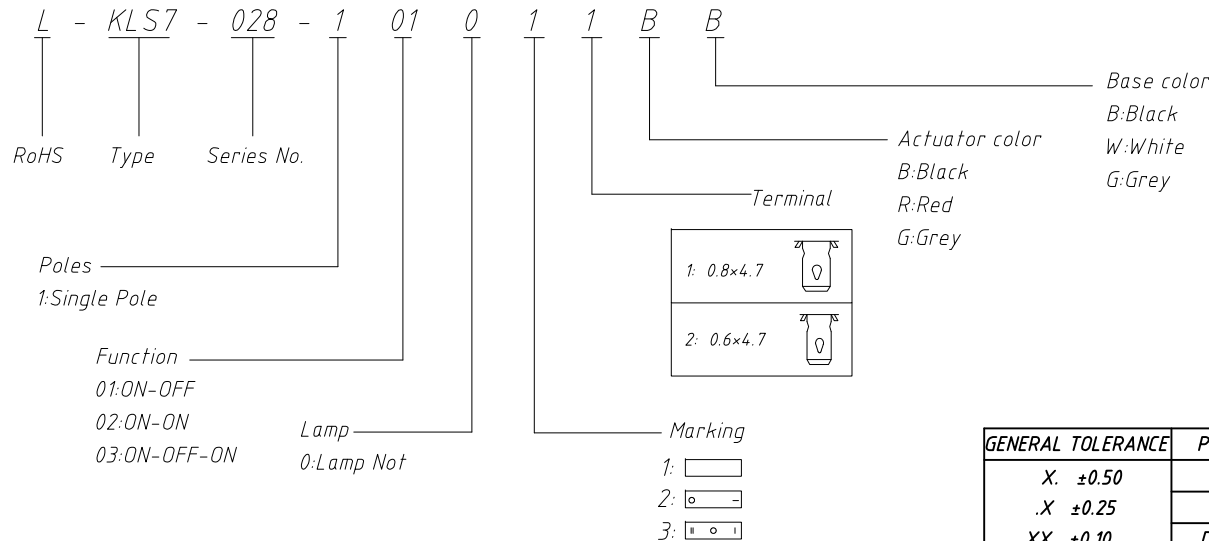 L - KLS7 - 028 - 1 01 0 1 1 B B
RoHS Type Series No.
Base color
B:Black
W:White
G:Grey
Actuator color
B:Black
R:Red
G:Grey
Terminal
1: 0.8×4.7
2: 0.6×4.7
Poles
1:Single Pole
Function
01:ON-OFF
02:ON-ON
03:ON-OFF-ON
Lamp
0:Lamp Not
Marking
1:
2: o -
3: II o I
GENERAL TOLERANCE P
X. ±0.50
.X ±0.25